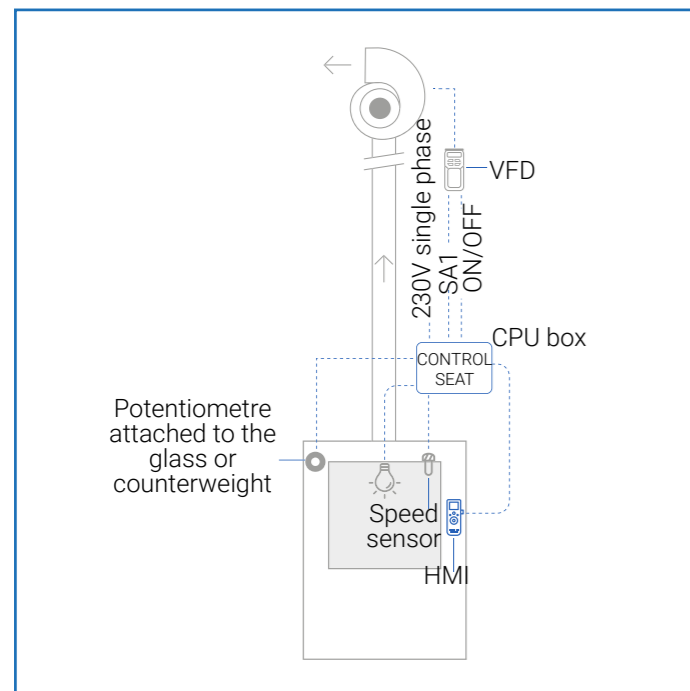 VFD
230V single phase
SA1
ON/OFF
CPU box
CONTROL
SEAT
Potentiometre
attached to the
glass or
counterweight
Speed
sensor
HMI